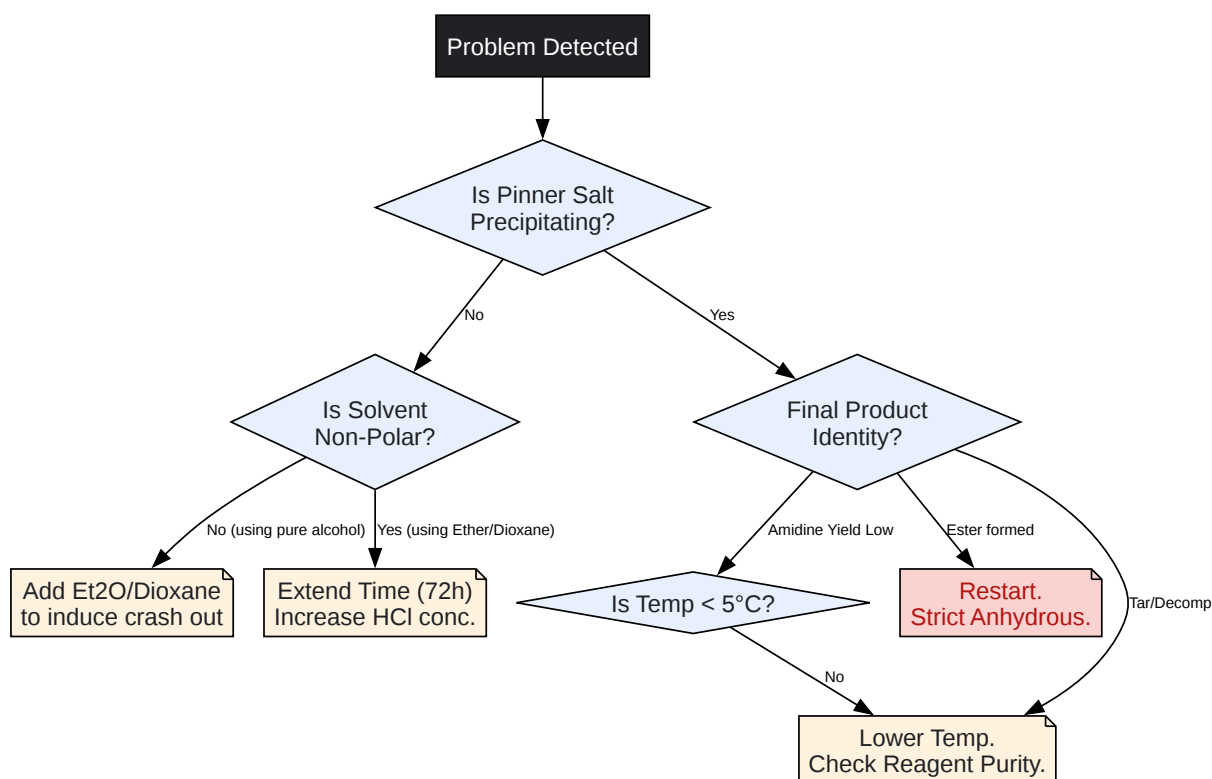 Problem Detected
Is Pinner Salt
Precipitating?
No
Yes
Is Solvent
Non-Polar?
Final Product
Identity?
No (using pure alcohol)
Yes (using Ether/Dioxane)
Amidine Yield Low
Ester formed
Tar/Decomp
Add Et2O/Dioxane
to induce crash out
Extend Time (72h)
Increase HCl conc.
Is Temp < 5°C?
Restart.
Strict Anhydrous.
No
Lower Temp.
Check Reagent Purity.